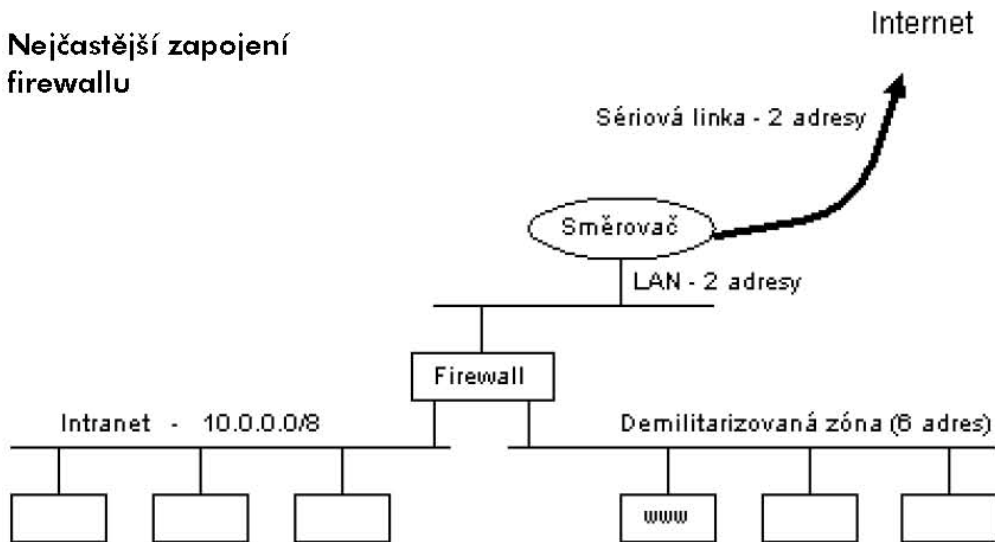 Nejčastější zapojení
firewallu
Internet
Sériová linka - 2 adresy
Směrovač
LAN - 2 adresy
Firewall
Intranet - 10.0.0.0/8
Demilitarizovaná zóna (6 adres)
www